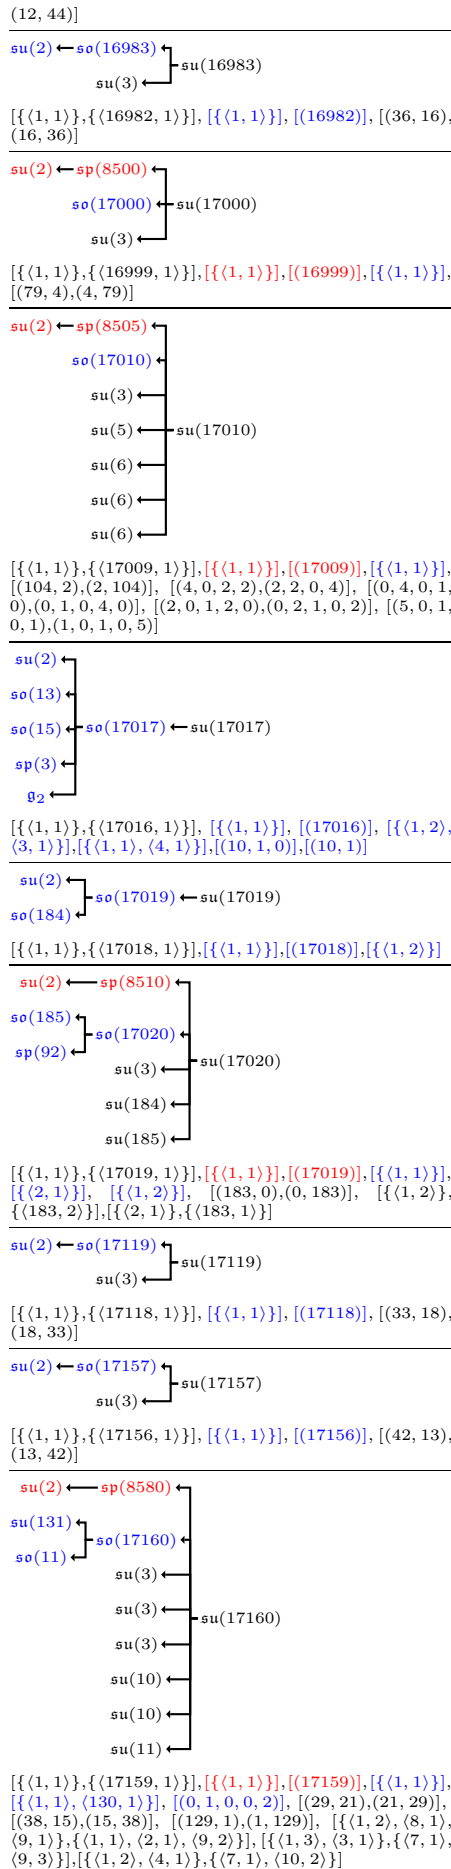 (12, 44)]
𝔰𝔲(2) 𝔰𝔬(16983)
𝔰𝔲(16983)
𝔰𝔲(3)
[{⟨1, 1⟩},{⟨16982, 1⟩}], [{⟨1, 1⟩}], [(16982)], [(36, 16),
(16, 36)]
𝔰𝔲(2) 𝔰𝔭(8500)
𝔰𝔬(17000) 𝔰𝔲(17000)
𝔰𝔲(3)
[{⟨1, 1⟩},{⟨16999, 1⟩}],[{⟨1, 1⟩}],[(16999)],[{⟨1, 1⟩}],
[(79, 4),(4, 79)]
𝔰𝔲(2) 𝔰𝔭(8505)
𝔰𝔬(17010)
𝔰𝔲(3)
𝔰𝔲(5) 𝔰𝔲(17010)
𝔰𝔲(6)
𝔰𝔲(6)
𝔰𝔲(6)
[{⟨1, 1⟩},{⟨17009, 1⟩}],[{⟨1, 1⟩}],[(17009)],[{⟨1, 1⟩}],
[(104, 2),(2, 104)], [(4, 0, 2, 2),(2, 2, 0, 4)], [(0, 4, 0, 1,
0),(0, 1, 0, 4, 0)], [(2, 0, 1, 2, 0),(0, 2, 1, 0, 2)], [(5, 0, 1,
0, 1),(1, 0, 1, 0, 5)]
𝔰𝔲(2)
𝔰𝔬(13)
𝔰𝔬(15) 𝔰𝔬(17017) 𝔰𝔲(17017)
𝔰𝔭(3)
𝔤₂
[{⟨1, 1⟩},{⟨17016, 1⟩}], [{⟨1, 1⟩}], [(17016)], [{⟨1, 2⟩,
⟨3, 1⟩}],[{⟨1, 1⟩, ⟨4, 1⟩}],[(10, 1, 0)],[(10, 1)]
𝔰𝔲(2)
𝔰𝔬(17019) 𝔰𝔲(17019)
𝔰𝔬(184)
[{⟨1, 1⟩},{⟨17018, 1⟩}],[{⟨1, 1⟩}],[(17018)],[{⟨1, 2⟩}]
𝔰𝔲(2) 𝔰𝔭(8510)
𝔰𝔬(185)
𝔰𝔬(17020)
𝔰𝔭(92)
𝔰𝔲(17020)
𝔰𝔲(3)
𝔰𝔲(184)
𝔰𝔲(185)
[{⟨1, 1⟩},{⟨17019, 1⟩}],[{⟨1, 1⟩}],[(17019)],[{⟨1, 1⟩}],
[{⟨2, 1⟩}], [{⟨1, 2⟩}], [(183, 0),(0, 183)], [{⟨1, 2⟩},
{⟨183, 2⟩}],[{⟨2, 1⟩},{⟨183, 1⟩}]
𝔰𝔲(2) 𝔰𝔬(17119)
𝔰𝔲(17119)
𝔰𝔲(3)
[{⟨1, 1⟩},{⟨17118, 1⟩}], [{⟨1, 1⟩}], [(17118)], [(33, 18),
(18, 33)]
𝔰𝔲(2) 𝔰𝔬(17157)
𝔰𝔲(17157)
𝔰𝔲(3)
[{⟨1, 1⟩},{⟨17156, 1⟩}], [{⟨1, 1⟩}], [(17156)], [(42, 13),
(13, 42)]
𝔰𝔲(2) 𝔰𝔭(8580)
𝔰𝔲(131)
𝔰𝔬(17160)
𝔰𝔬(11)
𝔰𝔲(3)
𝔰𝔲(3)
𝔰𝔲(17160)
𝔰𝔲(3)
𝔰𝔲(10)
𝔰𝔲(10)
𝔰𝔲(11)
[{⟨1, 1⟩},{⟨17159, 1⟩}],[{⟨1, 1⟩}],[(17159)],[{⟨1, 1⟩}],
[{⟨1, 1⟩, ⟨130, 1⟩}], [(0, 1, 0, 0, 2)], [(29, 21),(21, 29)],
[(38, 15),(15, 38)], [(129, 1),(1, 129)], [{⟨1, 2⟩, ⟨8, 1⟩,
⟨9, 1⟩},{⟨1, 1⟩, ⟨2, 1⟩, ⟨9, 2⟩}], [{⟨1, 3⟩, ⟨3, 1⟩},{⟨7, 1⟩,
⟨9, 3⟩}],[{⟨1, 2⟩, ⟨4, 1⟩},{⟨7, 1⟩, ⟨10, 2⟩}]